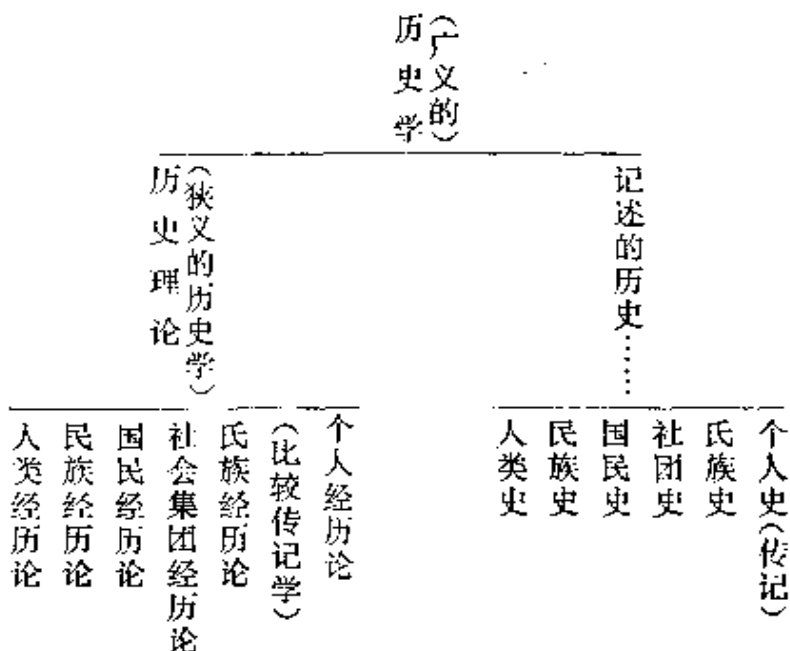 历史学
(广义的)
记述的历史……
历史理论
(狭义的历史学)
个人史(传记)
氏族史
社团史
国民史
民族史
人类史
个人经历论
(比较传记学)
氏族经历论
社会集团经历论
国民经历论
民族经历论
人类经历论